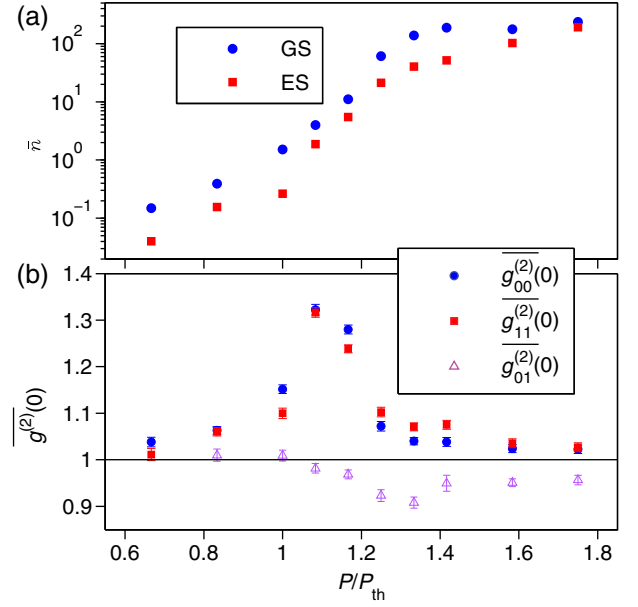 (a)
GS
ES
n̄
10²
10¹
10⁰
10⁻¹
(b)
g₀₀⁽²⁾(0)
g₁₁⁽²⁾(0)
g₀₁⁽²⁾(0)
g⁽²⁾(0)
1.4
1.3
1.2
1.1
1
0.9
0.6 0.8 1 1.2 1.4 1.6 1.8
P/Pth